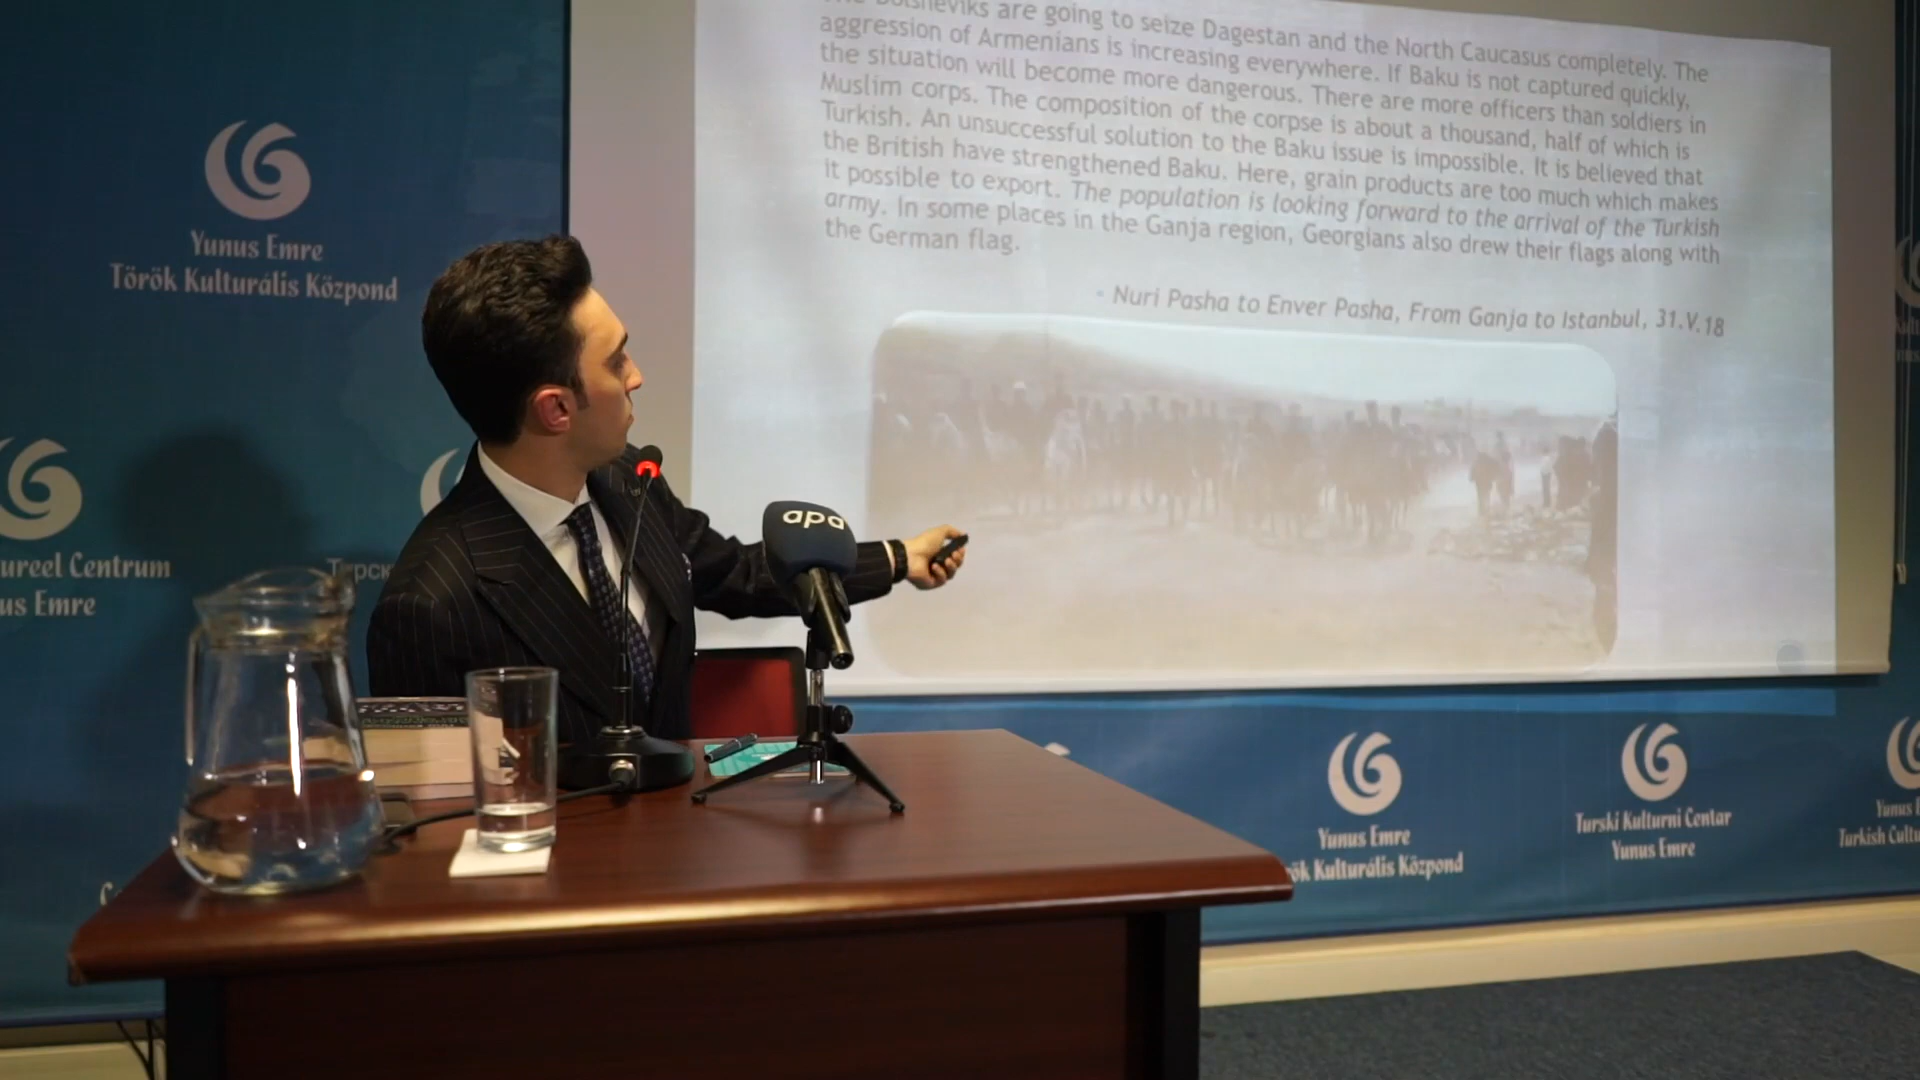 Bolsheviks are going to seize Dagestan and the North Caucasus completely. The
aggression of Armenians is increasing everywhere. If Baku is not captured quickly,
the situation will become more dangerous. There are more officers than soldiers in
Muslim corps. The composition of the corpse is about a thousand, half of which is
Turkish. An unsuccessful solution to the Baku issue is impossible. It is believed that
the British have strengthened Baku. Here, grain products are too much which makes
it possible to export. The population is looking forward to the arrival of the Turkish
army. In some places in the Ganja region, Georgians also drew their flags along with
the German flag.
- Nuri Pasha to Enver Pasha, From Ganja to Istanbul, 31.V.18
Yunus Emre
Török Kulturális Központ
ureel Centrum
us Emre
Турск
apa
Yunus Emre
ök Kulturális Központ
Turski Kulturni Centar
Yunus Emre
Yunus
Turkish Cultu